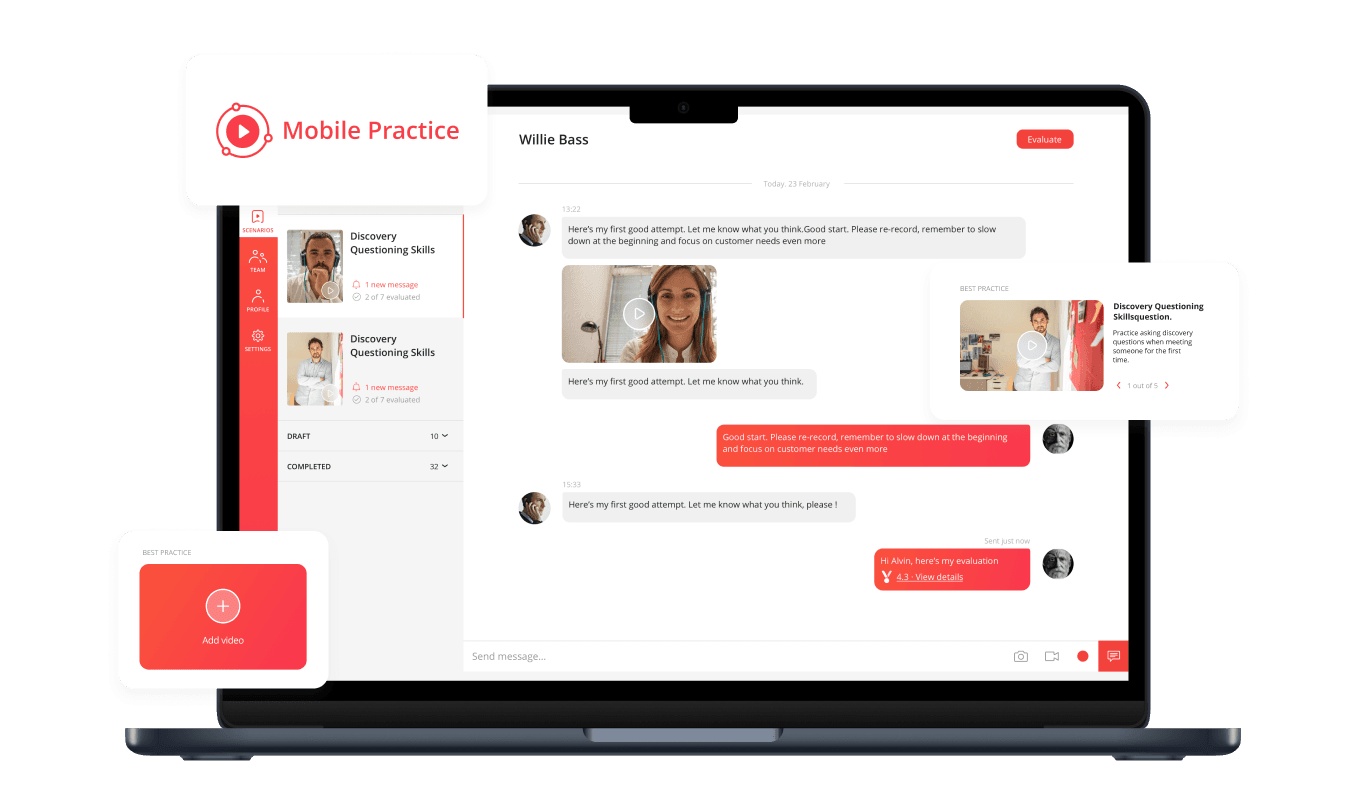 Mobile Practice
SCENARIOS
TEAM
PROFILE
SETTINGS
Discovery
Questioning Skills
1 new message
2 of 7 evaluated
Discovery
Questioning Skills
1 new message
2 of 7 evaluated
DRAFT 10
COMPLETED 32
Willie Bass
Evaluate
Today. 23 February
13:22
Here's my first good attempt. Let me know what you think.Good start. Please re-record, remember to slow
down at the beginning and focus on customer needs even more
Here's my first good attempt. Let me know what you think.
Good start. Please re-record, remember to slow down at the beginning
and focus on customer needs even more
15:33
Here's my first good attempt. Let me know what you think, please !
Sent just now
Hi Alvin, here's my evaluation
4.3 · View details
Send message...
BEST PRACTICE
Discovery Questioning
Skillsquestion.
Practice asking discovery
questions when meeting
someone for the first
time.
1 out of 5
BEST PRACTICE
Add video